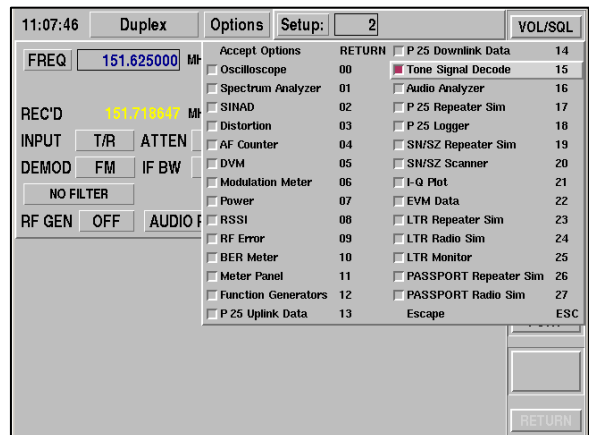 11:07:46 Duplex Options Setup: 2 VOL/SQL
FREQ 151.625000 MH
REC'D 151.718647 MH
INPUT T/R ATTEN
DEMOD FM IF BW
NO FILTER
RF GEN OFF AUDIO F
Accept Options RETURN
Oscilloscope 00
Spectrum Analyzer 01
SINAD 02
Distortion 03
AF Counter 04
DVM 05
Modulation Meter 06
Power 07
RSSI 08
RF Error 09
BER Meter 10
Meter Panel 11
Function Generators 12
P 25 Uplink Data 13
P 25 Downlink Data 14
Tone Signal Decode 15
Audio Analyzer 16
P 25 Repeater Sim 17
P 25 Logger 18
SN/SZ Repeater Sim 19
SN/SZ Scanner 20
I-Q Plot 21
EVM Data 22
LTR Repeater Sim 23
LTR Radio Sim 24
LTR Monitor 25
PASSPORT Repeater Sim 26
PASSPORT Radio Sim 27
Escape ESC
RETURN